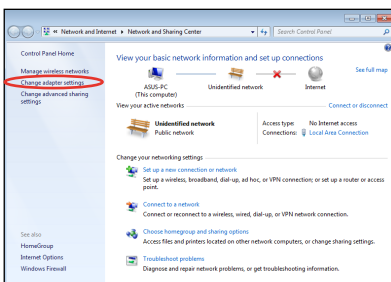 « Network and Internet ▸ Network and Sharing Center
Search Control Panel
Control Panel Home
Manage wireless networks
Change adapter settings
Change advanced sharing
settings
See also
HomeGroup
Internet Options
Windows Firewall
View your basic network information and set up connections
See full map
ASUS-PC
(This computer)
Unidentified network
Internet
View your active networks
Connect or disconnect
Unidentified network
Public network
Access type: No Internet access
Connections: Local Area Connection
Change your networking settings
Set up a new connection or network
Set up a wireless, broadband, dial-up, ad hoc, or VPN connection; or set up a router or access
point.
Connect to a network
Connect or reconnect to a wireless, wired, dial-up, or VPN network connection.
Choose homegroup and sharing options
Access files and printers located on other network computers, or change sharing settings.
Troubleshoot problems
Diagnose and repair network problems, or get troubleshooting information.